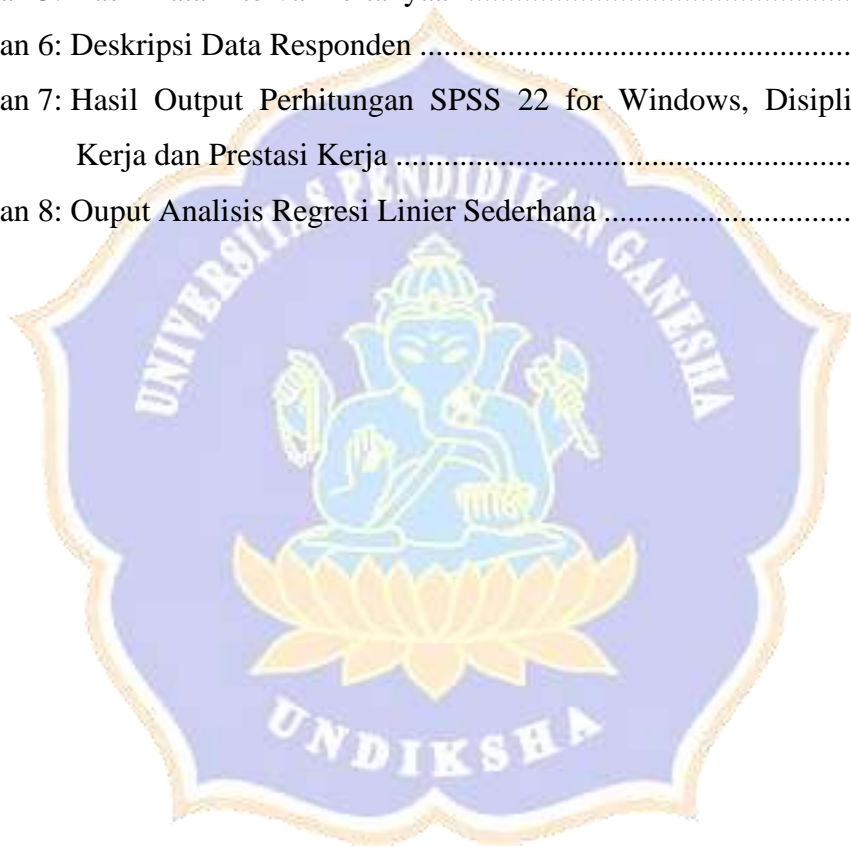 an 6: Deskripsi Data Responden ..................................................
an 7: Hasil Output Perhitungan SPSS 22 for Windows, Disipli
Kerja dan Prestasi Kerja .....................................................
an 8: Ouput Analisis Regresi Linier Sederhana .............................
UNIVERSITAS PENDIDIKAN GANESHA
UNDIKSHA